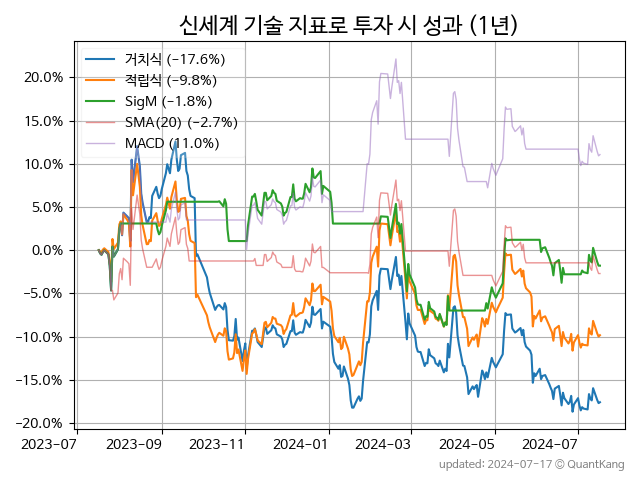 신세계 기술 지표로 투자 시 성과 (1년)
거치식 (−17.6%)
적립식 (−9.8%)
SigM (−1.8%)
SMA(20) (−2.7%)
MACD (11.0%)
20.0%
15.0%
10.0%
5.0%
0.0%
−5.0%
−10.0%
−15.0%
−20.0%
2023−07 2023−09 2023−11 2024−01 2024−03 2024−05 2024−07
updated: 2024-07-17 © QuantKang